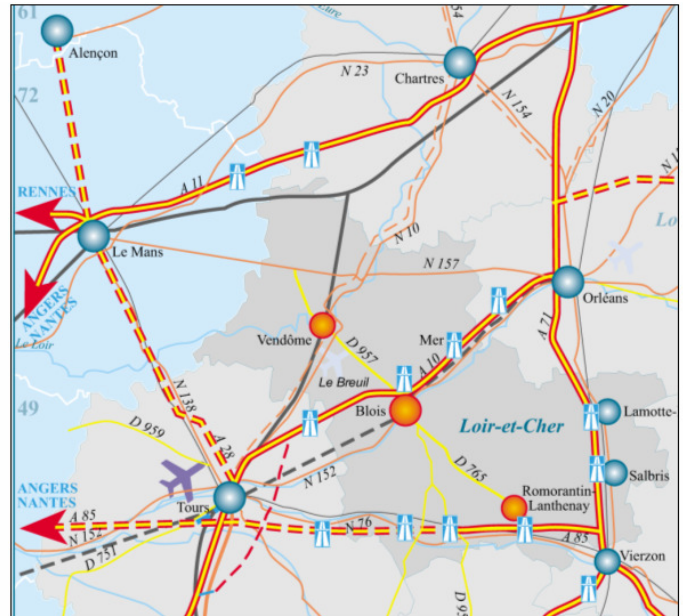 61
Alençon
72
Chartres
N 23
N 154
N 20
A 11
RENNES
Le Mans
N 10
N 157
ANGERS
NANTES
Le Loir
Orléans
A 71
Vendôme
D 957
Mer
A 10
Le Breuil
Blois
N 138
49
D 959
A 28
Loir-et-Cher
Lamotte-
N 152
D 765
Salbris
Romorantin-
Lanthenay
ANGERS
NANTES
A 85
Tours
N 152
N 76
A 85
D 751
Vierzon